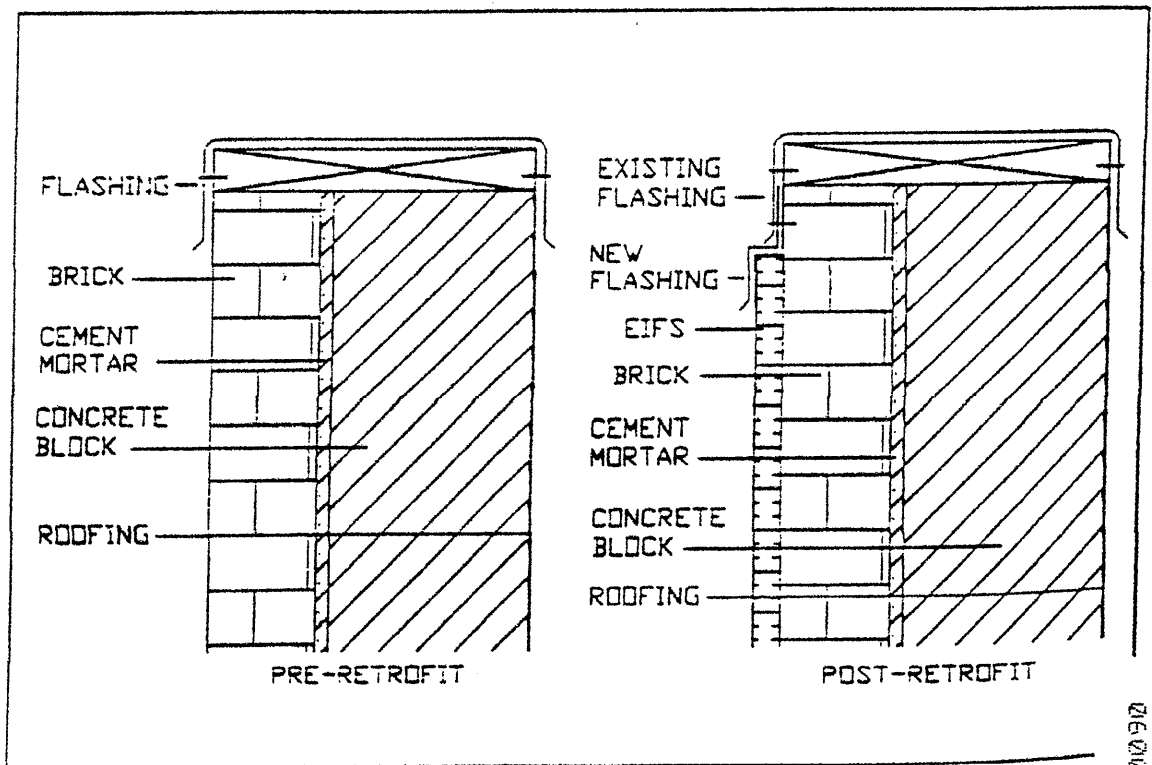 FLASHING
BRICK
CEMENT
MORTAR
CONCRETE
BLOCK
ROOFING
PRE-RETROFIT
EXISTING
FLASHING
NEW
FLASHING
EIFS
BRICK
CEMENT
MORTAR
CONCRETE
BLOCK
ROOFING
POST-RETROFIT